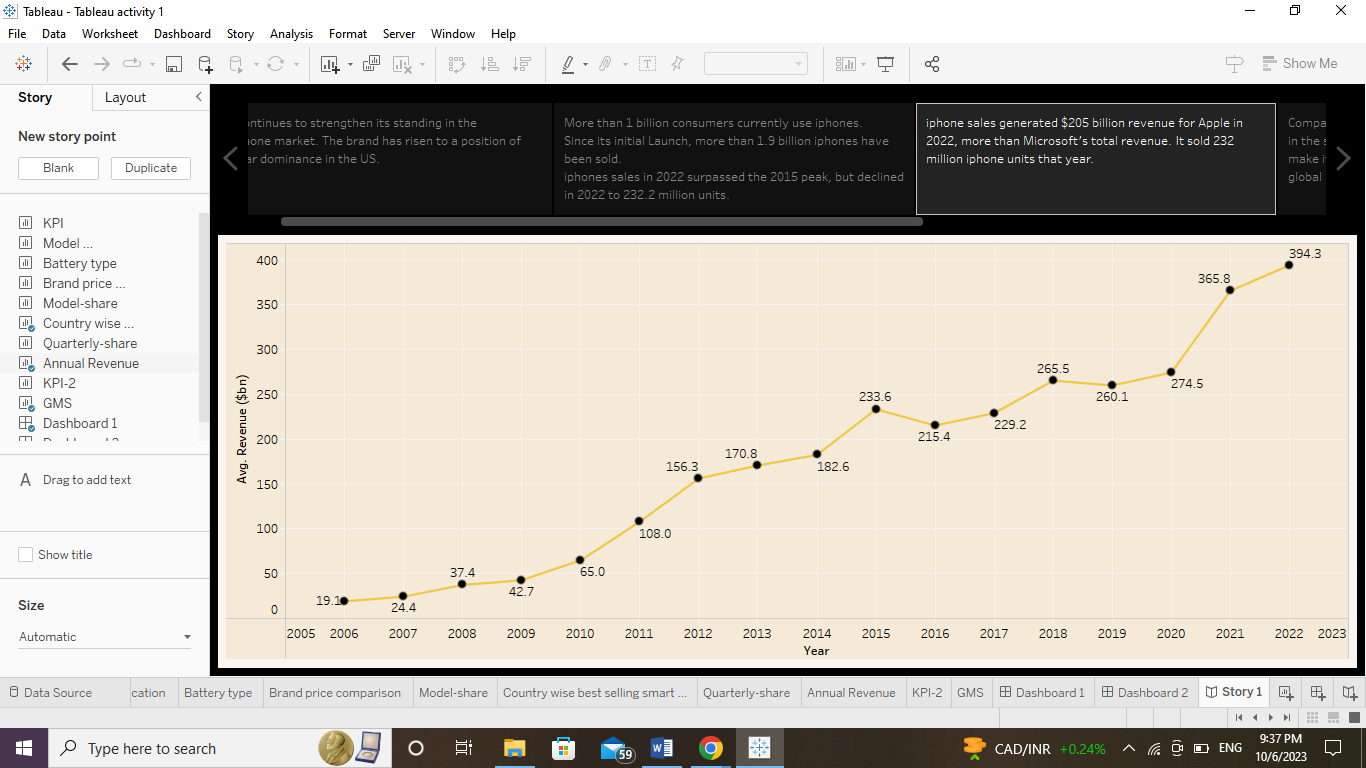 Tableau - Tableau activity 1
File Data Worksheet Dashboard Story Analysis Format Server Window Help
Show Me
Story Layout
New story point
Blank Duplicate
KPI
Model ...
Battery type
Brand price ...
Model-share
Country wise ...
Quarterly-share
Annual Revenue
KPI-2
GMS
Dashboard 1
A Drag to add text
Show title
Size
Automatic
ontinues to strengthen its standing in the
one market. The brand has risen to a position of
ar dominance in the US.
More than 1 billion consumers currently use iphones.
Since its initial Launch, more than 1.9 billion iphones have
been sold.
iphones sales in 2022 surpassed the 2015 peak, but declined
in 2022 to 232.2 million units.
iphone sales generated $205 billion revenue for Apple in
2022, more than Microsoft's total revenue. It sold 232
million iphone units that year.
Compa
in the s
make i
global
Avg. Revenue ($bn)
400
350
300
250
200
150
100
50
0
19.1
24.4
37.4
42.7
65.0
108.0
156.3
170.8
182.6
233.6
215.4
229.2
265.5
260.1
274.5
365.8
394.3
2005 2006 2007 2008 2009 2010 2011 2012 2013 2014 2015 2016 2017 2018 2019 2020 2021 2022 2023
Year
Data Source cation Battery type Brand price comparison Model-share Country wise best selling smart ... Quarterly-share Annual Revenue KPI-2 GMS Dashboard 1 Dashboard 2 Story 1
Type here to search
59
CAD/INR +0.24%
ENG
9:37 PM
10/6/2023